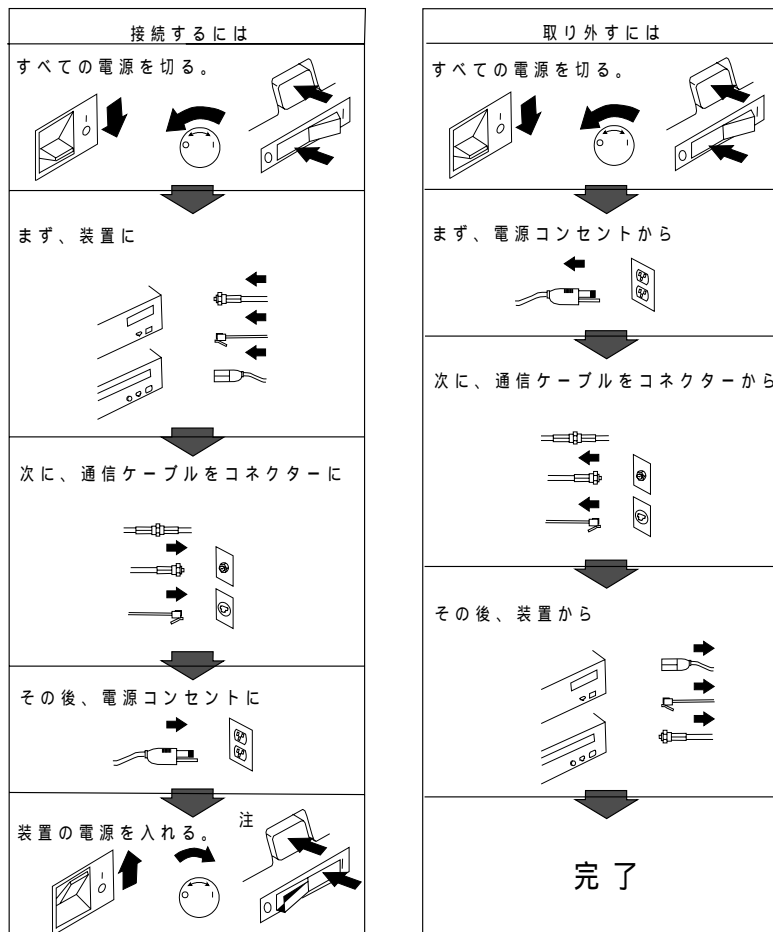 接続するには
すべての電源を切る。
まず、装置に
次に、通信ケーブルをコネクターに
その後、電源コンセントに
装置の電源を入れる。
注
取り外すには
すべての電源を切る。
まず、電源コンセントから
次に、通信ケーブルをコネクターから
その後、装置から
完了